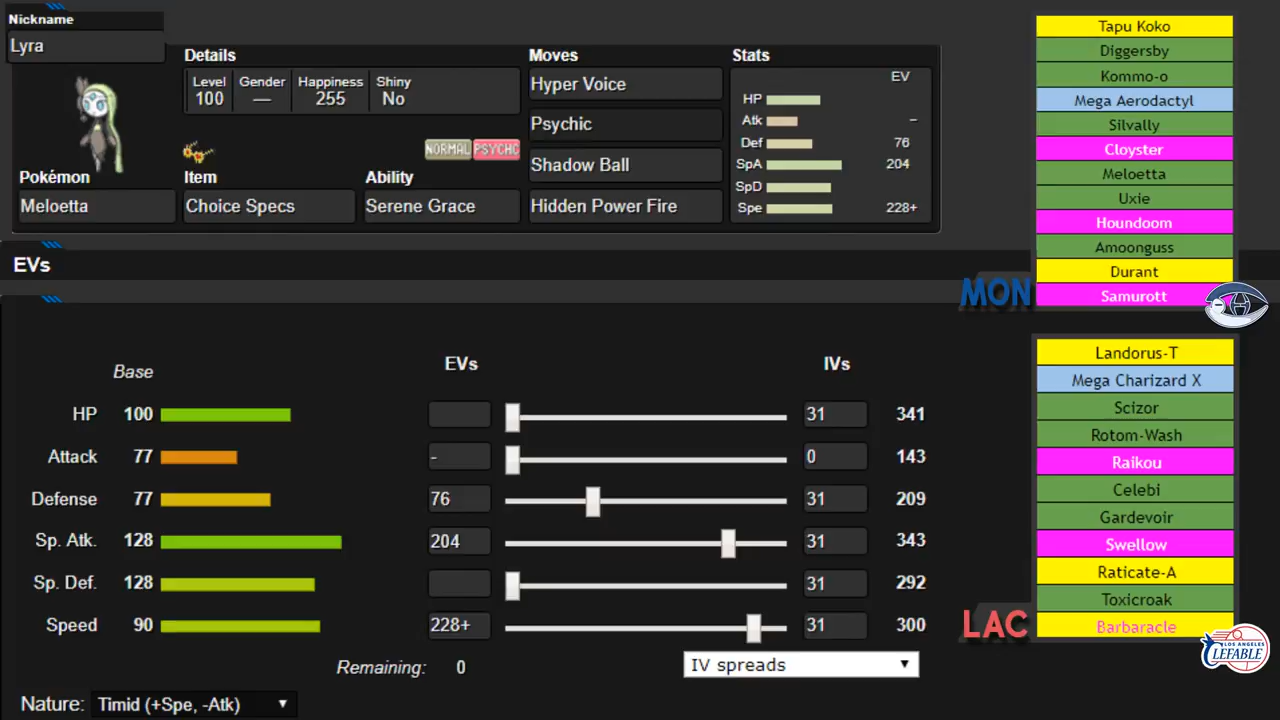 Nickname
Lyra
Details
Moves
Stats
Level Gender Happiness Shiny
100 — 255 No
Hyper Voice
Psychic
Shadow Ball
Hidden Power Fire
EV
HP
Atk –
Def 76
SpA 204
SpD
Spe 228+
NORMAL PSYCHC
Pokémon Item Ability
Meloetta Choice Specs Serene Grace
EVs
Base EVs IVs
HP 100 31 341
Attack 77 - 0 143
Defense 77 76 31 209
Sp. Atk. 128 204 31 343
Sp. Def. 128 31 292
Speed 90 228+ 31 300
Remaining: 0
IV spreads
Nature: Timid (+Spe, -Atk)
Tapu Koko
Diggersby
Kommo-o
Mega Aerodactyl
Silvally
Cloyster
Meloetta
Uxie
Houndoom
Amoonguss
Durant
Samurott
MON
Landorus-T
Mega Charizard X
Scizor
Rotom-Wash
Raikou
Celebi
Gardevoir
Swellow
Raticate-A
Toxicroak
Barbaracle
LAC
LOS ANGELES
CLEFABLE